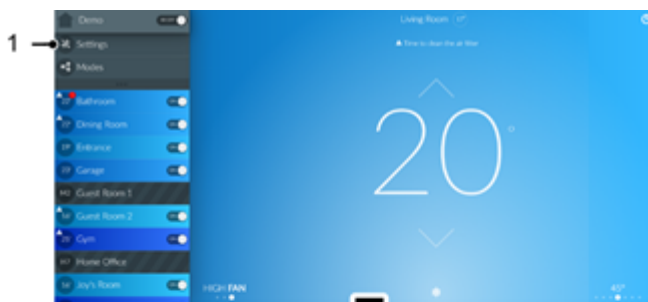 Demo
Living Room
Time to clean the air filter
1
Settings
Modes
Bathroom
Dining Room
Entrance
Garage
Guest Room 1
Guest Room 2
Gym
Home Office
Joy's Room
20°
HIGH FAN
45°